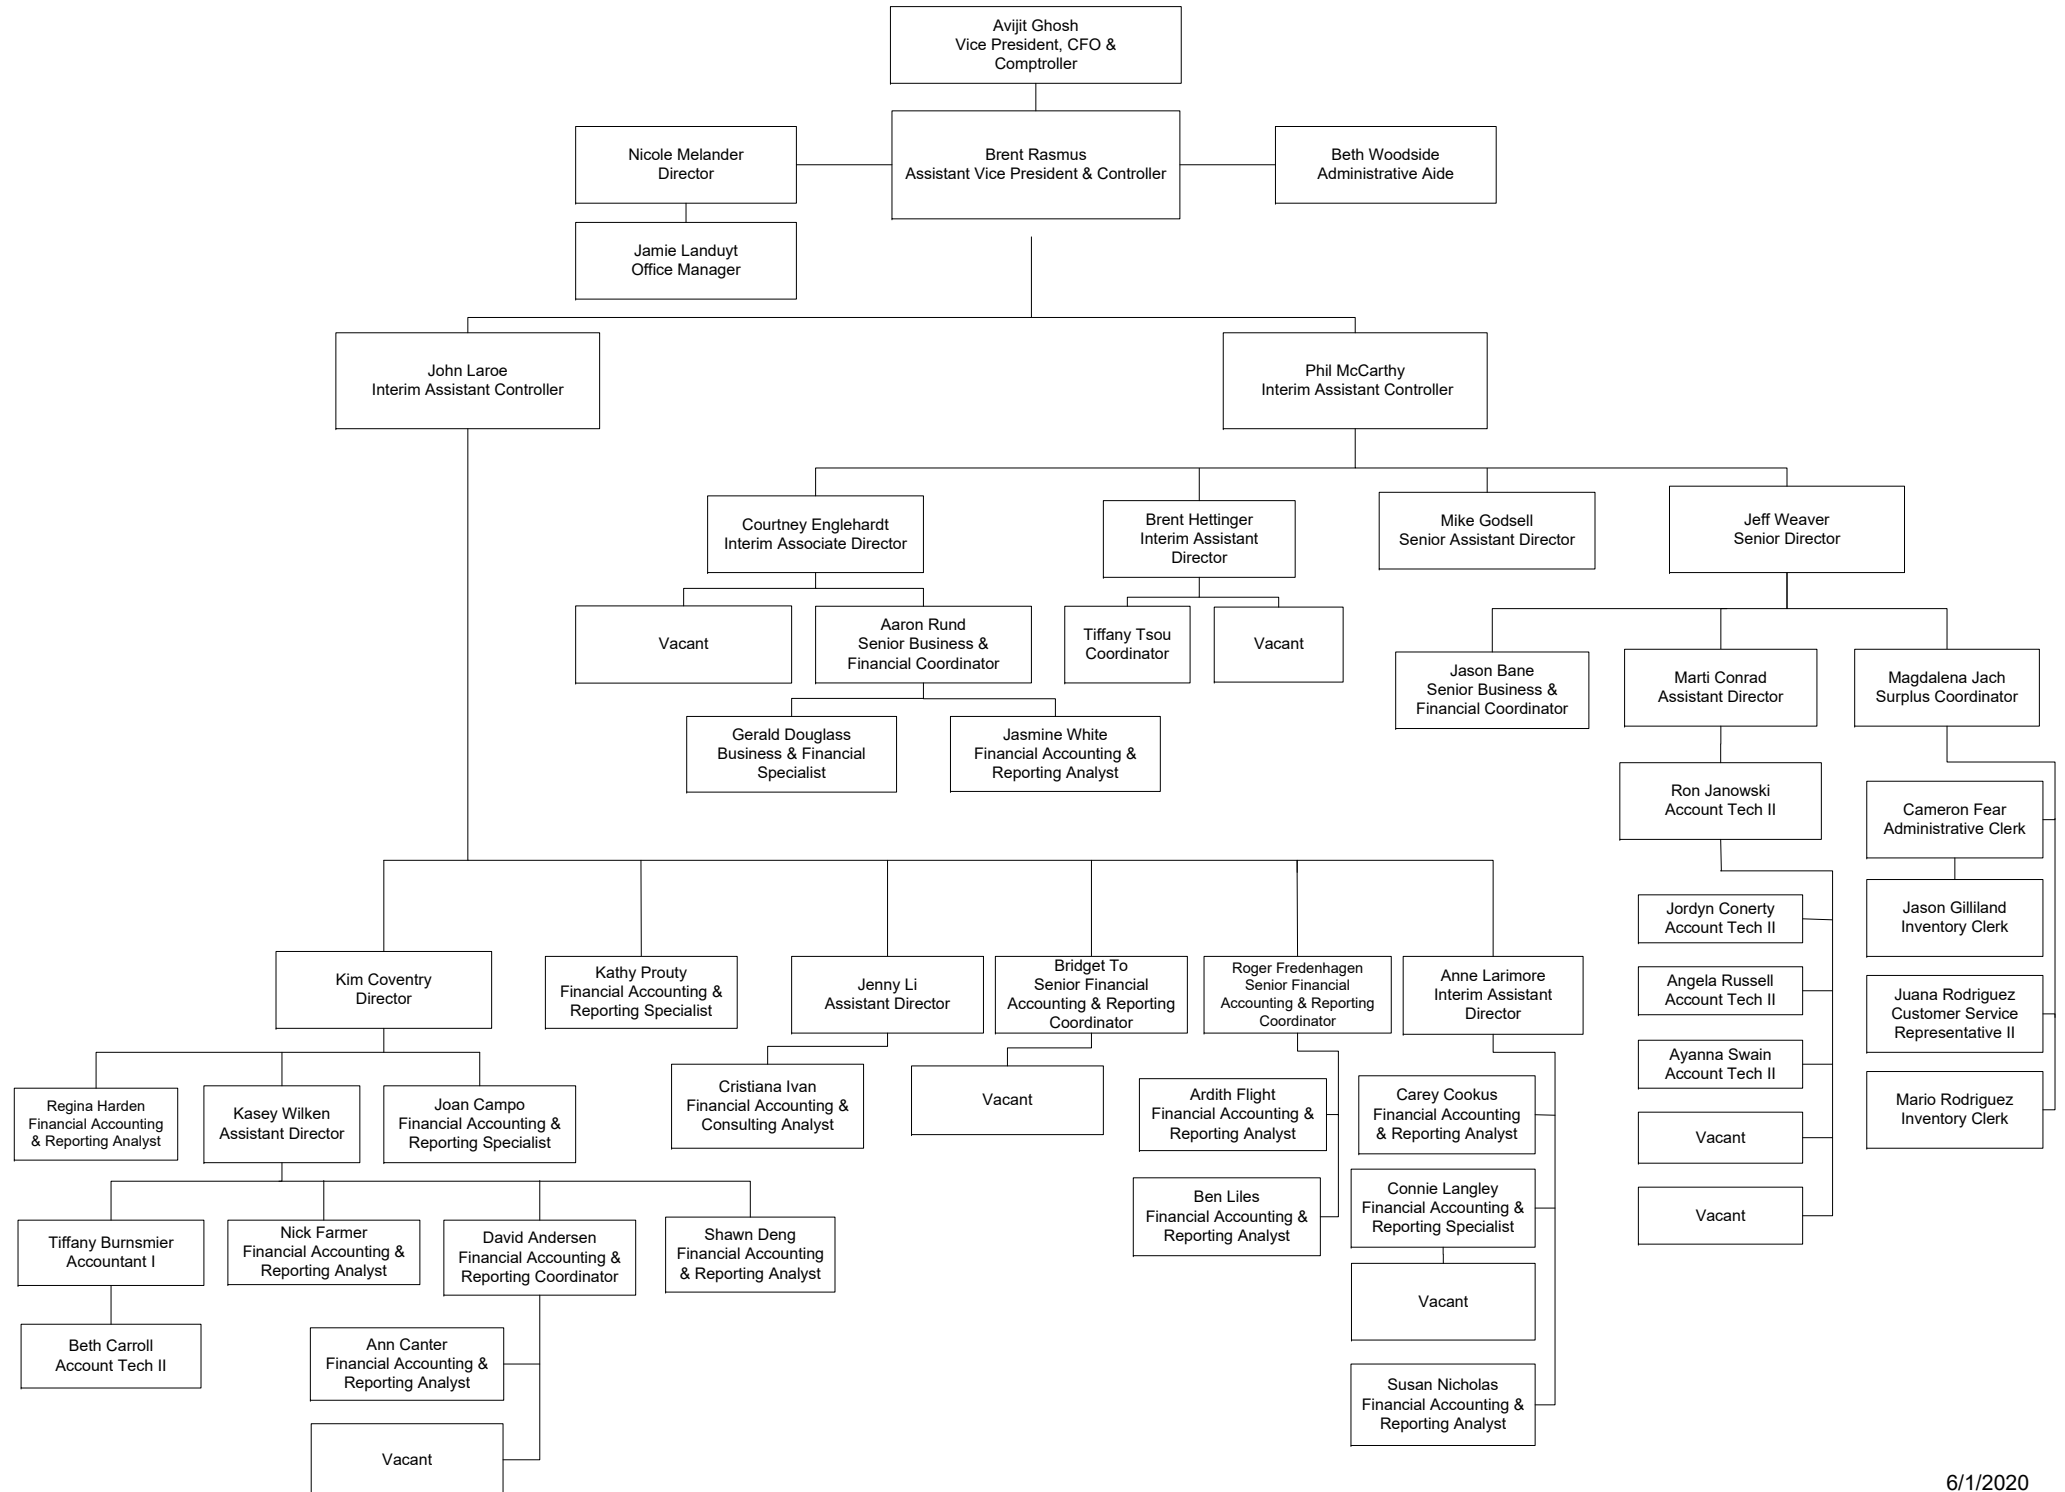 Avijit Ghosh
Vice President, CFO &
Comptroller
Nicole Melander
Director
Brent Rasmus
Assistant Vice President & Controller
Beth Woodside
Administrative Aide
Jamie Landuyt
Office Manager
John Laroe
Interim Assistant Controller
Phil McCarthy
Interim Assistant Controller
Courtney Englehardt
Interim Associate Director
Brent Hettinger
Interim Assistant
Director
Mike Godsell
Senior Assistant Director
Jeff Weaver
Senior Director
Vacant
Aaron Rund
Senior Business &
Financial Coordinator
Tiffany Tsou
Coordinator
Vacant
Jason Bane
Senior Business &
Financial Coordinator
Marti Conrad
Assistant Director
Magdalena Jach
Surplus Coordinator
Gerald Douglass
Business & Financial
Specialist
Jasmine White
Financial Accounting &
Reporting Analyst
Ron Janowski
Account Tech II
Cameron Fear
Administrative Clerk
Jordyn Conerty
Account Tech II
Jason Gilliland
Inventory Clerk
Angela Russell
Account Tech II
Juana Rodriguez
Customer Service
Representative II
Ayanna Swain
Account Tech II
Mario Rodriguez
Inventory Clerk
Vacant
Vacant
Kim Coventry
Director
Kathy Prouty
Financial Accounting &
Reporting Specialist
Jenny Li
Assistant Director
Bridget To
Senior Financial
Accounting & Reporting
Coordinator
Roger Fredenhagen
Senior Financial
Accounting & Reporting
Coordinator
Anne Larimore
Interim Assistant
Director
Regina Harden
Financial Accounting
& Reporting Analyst
Kasey Wilken
Assistant Director
Joan Campo
Financial Accounting &
Reporting Specialist
Cristiana Ivan
Financial Accounting &
Consulting Analyst
Vacant
Ardith Flight
Financial Accounting &
Reporting Analyst
Carey Cookus
Financial Accounting
& Reporting Analyst
Ben Liles
Financial Accounting &
Reporting Analyst
Connie Langley
Financial Accounting &
Reporting Specialist
Vacant
Susan Nicholas
Financial Accounting &
Reporting Analyst
Tiffany Burnsmier
Accountant I
Nick Farmer
Financial Accounting &
Reporting Analyst
David Andersen
Financial Accounting &
Reporting Coordinator
Shawn Deng
Financial Accounting
& Reporting Analyst
Beth Carroll
Account Tech II
Ann Canter
Financial Accounting &
Reporting Analyst
Vacant
6/1/2020